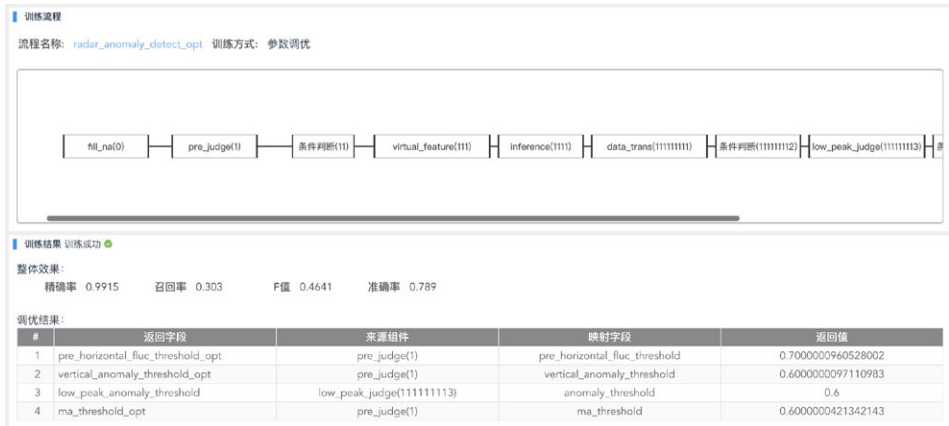 训练流程
流程名称: radar_anomaly_detect_opt 训练方式: 参数调优
fill_na(0) pre_judge(1) 条件判断(11) virtual_feature(111) inference(1111) data_trans(111111111) 条件判断(111111112) low_peak_judge(111111113)
训练结果 训练成功
整体效果:
精确率 0.9915 召回率 0.303 F值 0.4641 准确率 0.789
调优结果:
# 返回字段 来源组件 映射字段 返回值
1 pre_horizontal_fluc_threshold_opt pre_judge(1) pre_horizontal_fluc_threshold 0.7000000960528002
2 vertical_anomaly_threshold_opt pre_judge(1) vertical_anomaly_threshold 0.6000000097110983
3 low_peak_anomaly_threshold low_peak_judge(111111113) anomaly_threshold 0.6
4 ma_threshold_opt pre_judge(1) ma_threshold 0.6000000421342143